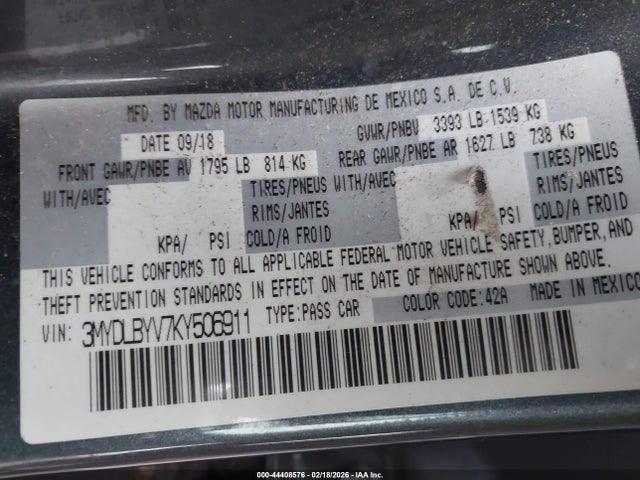 MFD. BY MAZDA MOTOR MANUFACTURING DE MEXICO S.A. DE C.V.
DATE 09/18 GVWR/PNBV 3393 LB 1539 KG
FRONT GAWR/PNBE AV 1795 LB 814 KG REAR GAWR/PNBE AR 1627 LB 738 KG
WITH/AVEC TIRES/PNEUS WITH/AVEC TIRES/PNEUS
RIMS/JANTES RIMS/JANTES
KPA/ PSI COLD/A FROID KPA/ PSI COLD/A FROID
THIS VEHICLE CONFORMS TO ALL APPLICABLE FEDERAL MOTOR VEHICLE SAFETY, BUMPER, AND
THEFT PREVENTION STANDARDS IN EFFECT ON THE DATE OF MANUFACTURE SHOWN ABOVE.
VIN: 3MYDLBYV7KY506911 TYPE:PASS CAR COLOR CODE:42A MADE IN MEXICO
000-44408576 - 02/18/2026 - IAA Inc.